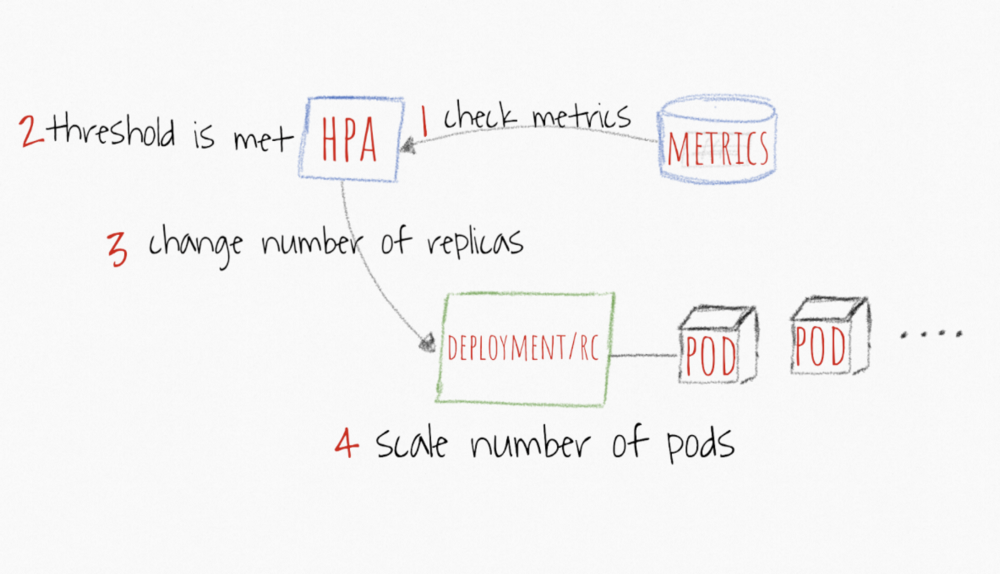 2 threshold is met
HPA
1 check metrics
METRICS
3 change number of replicas
DEPLOYMENT/RC
POD
POD
4 scale number of pods